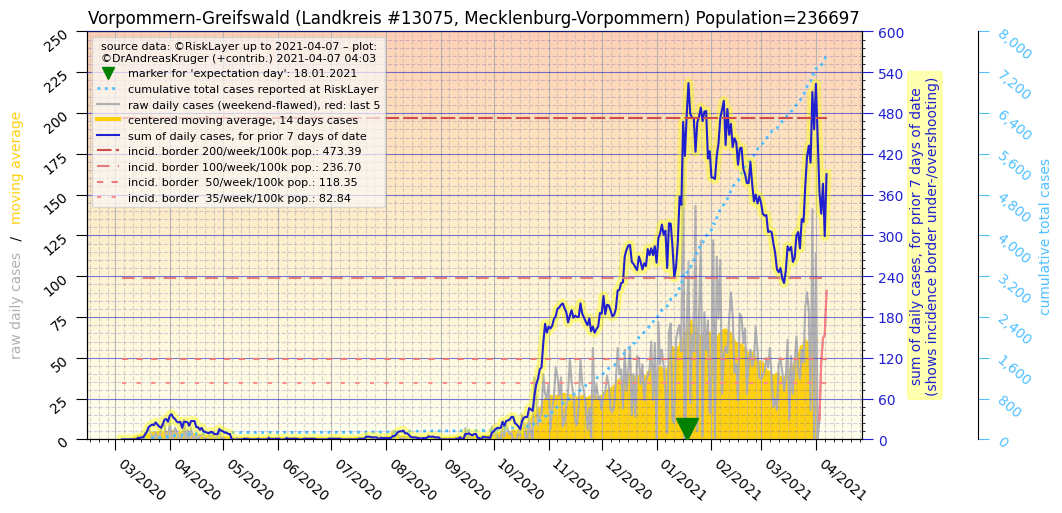 Vorpommern-Greifswald (Landkreis #13075, Mecklenburg-Vorpommern) Population=236697
source data: ©RiskLayer up to 2021-04-07 – plot:
©DrAndreasKruger (+contrib.) 2021-04-07 04:03
marker for 'expectation day': 18.01.2021
cumulative total cases reported at RiskLayer
raw daily cases (weekend-flawed), red: last 5
centered moving average, 14 days cases
sum of daily cases, for prior 7 days of date
incid. border 200/week/100k pop.: 473.39
incid. border 100/week/100k pop.: 236.70
incid. border  50/week/100k pop.: 118.35
incid. border  35/week/100k pop.: 82.84
raw daily cases / moving average
250
225
200
175
150
125
100
75
50
25
0
600
540
480
420
360
300
240
180
120
60
0
sum of daily cases, for prior 7 days of date
(shows incidence border under-/overshooting)
8,000
7,200
6,400
5,600
4,800
4,000
3,200
2,400
1,600
800
0
cumulative total cases
03/2020
04/2020
05/2020
06/2020
07/2020
08/2020
09/2020
10/2020
11/2020
12/2020
01/2021
02/2021
03/2021
04/2021